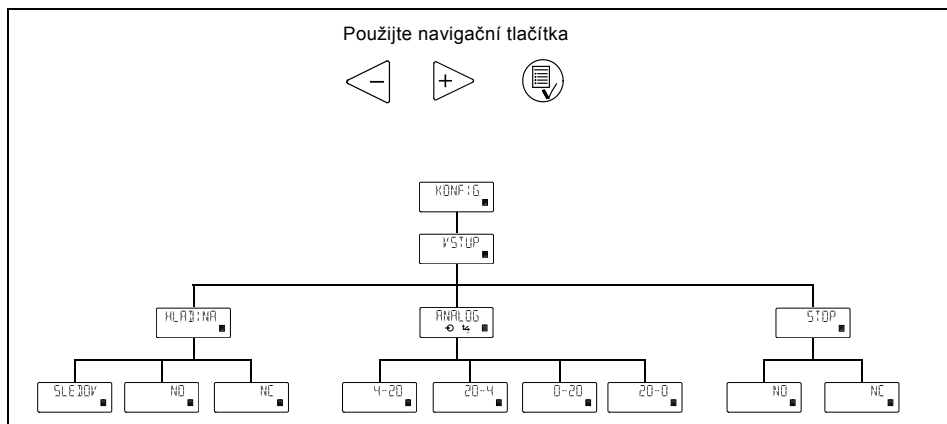 Použijte navigační tlačítka
- +
KONFIG
VSTUP
HLADINA ANALOG STOP
SLEDOV NO NC 4-20 20-4 0-20 20-0 NO NC